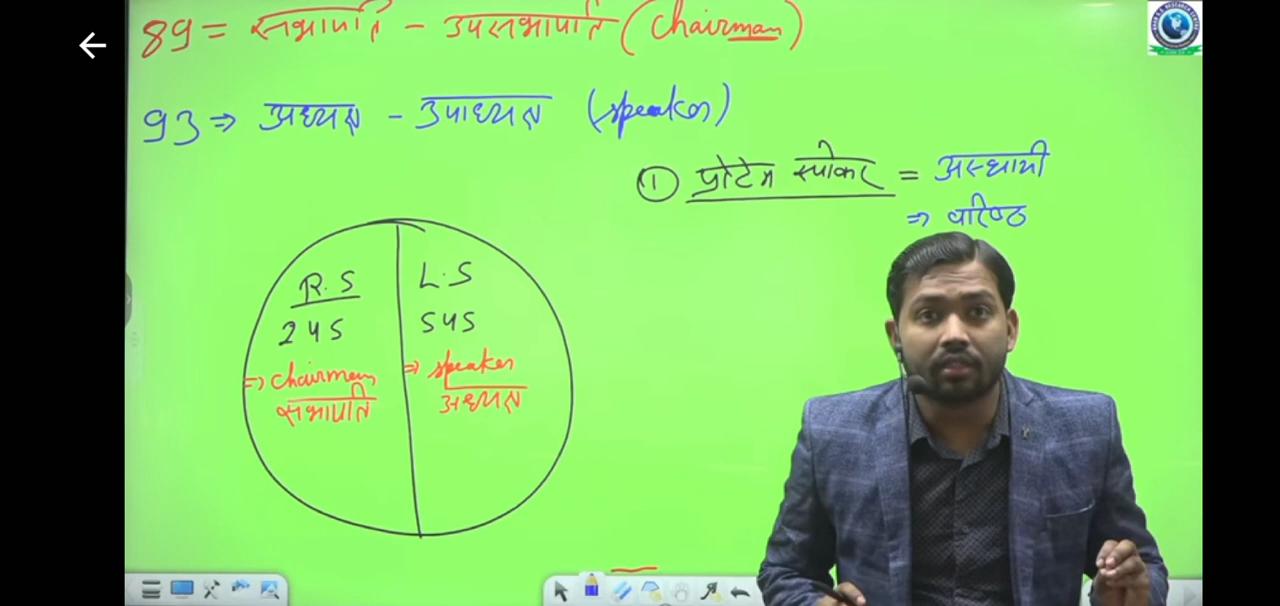 89 = सभापति - उपसभापति (Chairman)
93 ⇒ अध्यक्ष - उपाध्यक्ष (speaker)
① प्रोटेम स्पीकर = अस्थायी
⇒ वरिष्ठ
R.S
245
⇒ Chairman
सभापति
L.S
545
⇒ speaker
अध्यक्ष